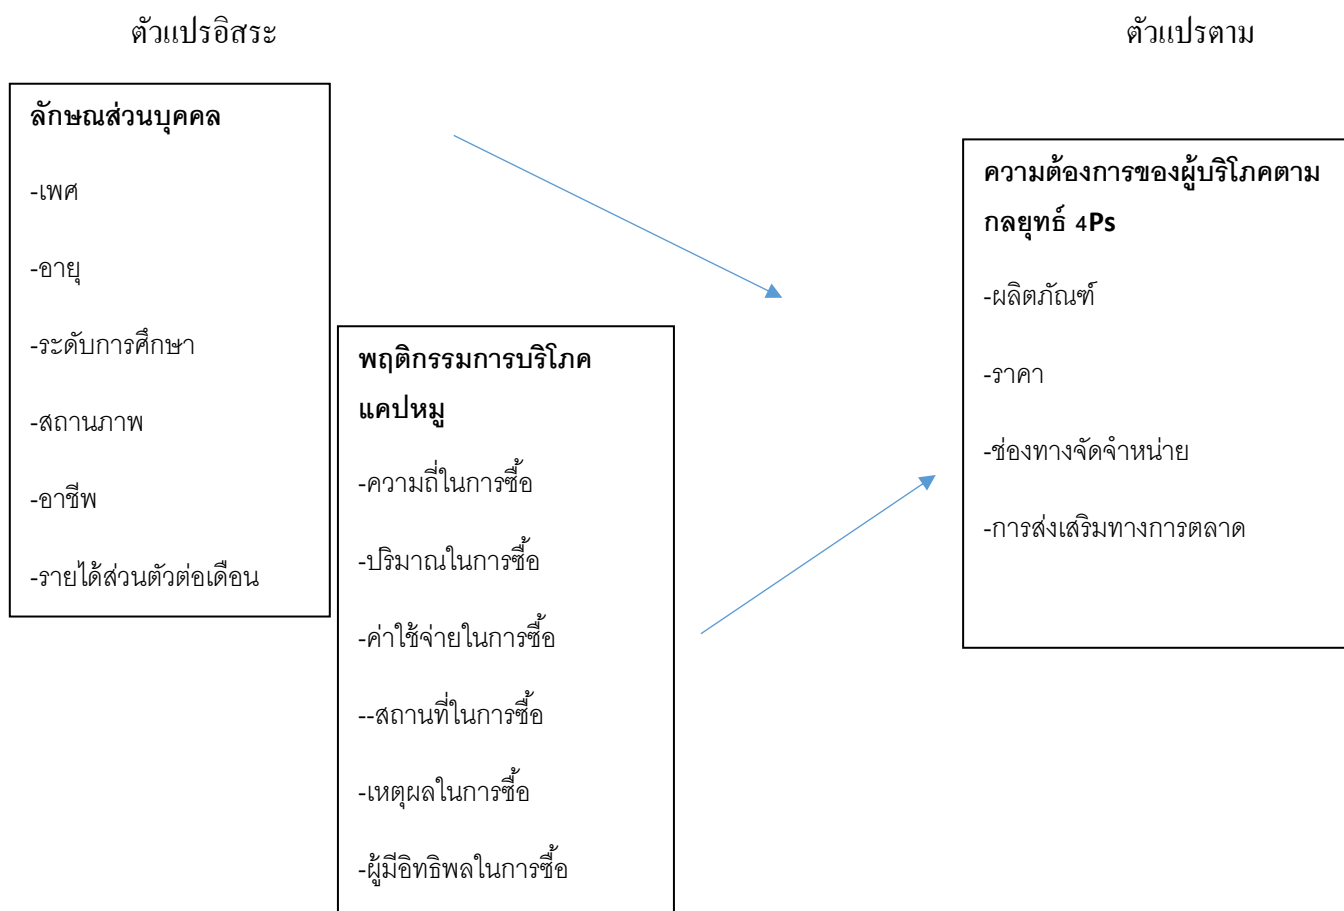 ตัวแปรอิสระ
ตัวแปรตาม
ลักษณส่วนบุคคล
-เพศ
-อายุ
-ระดับการศึกษา
-สถานภาพ
-อาชีพ
-รายได้ส่วนตัวต่อเดือน
พฤติกรรมการบริโภค
แคปหมู
-ความถี่ในการซื้อ
-ปริมาณในการซื้อ
-ค่าใช้จ่ายในการซื้อ
--สถานที่ในการซื้อ
-เหตุผลในการซื้อ
-ผู้มีอิทธิพลในการซื้อ
ความต้องการของผู้บริโภคตาม
กลยุทธ์ 4Ps
-ผลิตภัณฑ์
-ราคา
-ช่องทางจัดจำหน่าย
-การส่งเสริมทางการตลาด